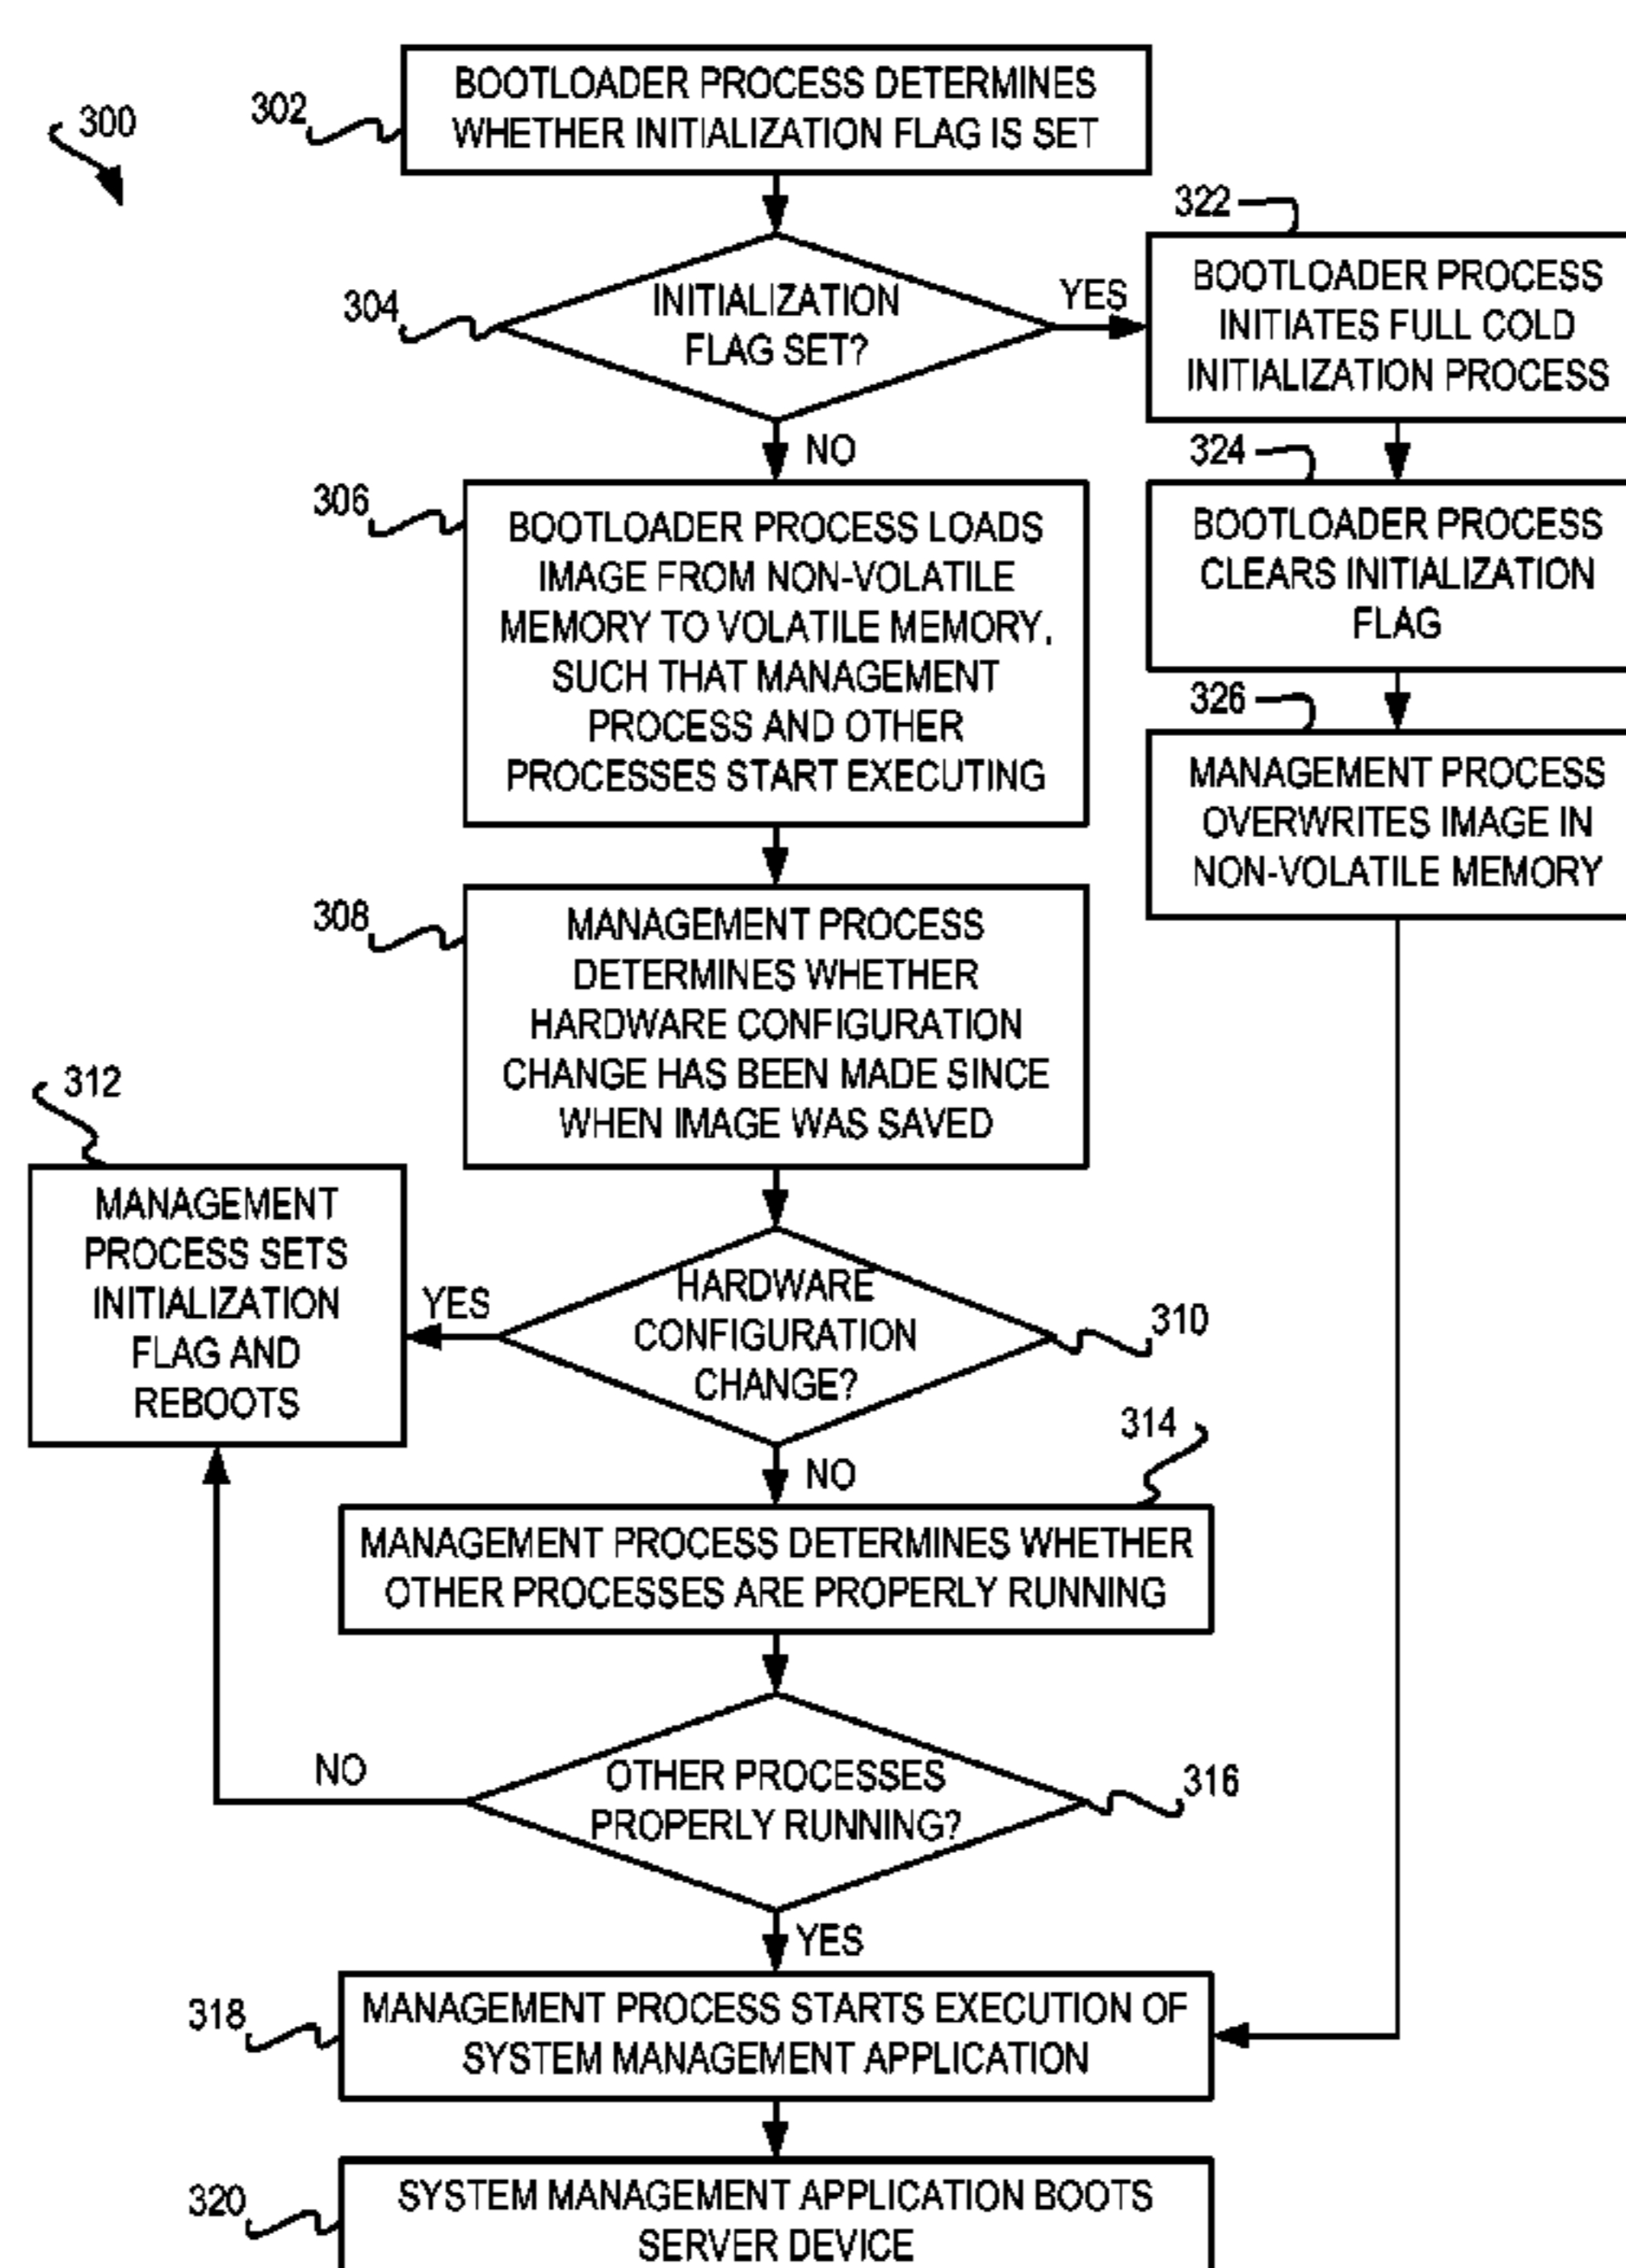 300
302
BOOTLOADER PROCESS DETERMINES
WHETHER INITIALIZATION FLAG IS SET
304
INITIALIZATION
FLAG SET?
YES
NO
322
BOOTLOADER PROCESS
INITIATES FULL COLD
INITIALIZATION PROCESS
324
BOOTLOADER PROCESS
CLEARS INITIALIZATION
FLAG
326
MANAGEMENT PROCESS
OVERWRITES IMAGE IN
NON-VOLATILE MEMORY
306
BOOTLOADER PROCESS LOADS
IMAGE FROM NON-VOLATILE
MEMORY TO VOLATILE MEMORY,
SUCH THAT MANAGEMENT
PROCESS AND OTHER
PROCESSES START EXECUTING
308
MANAGEMENT PROCESS
DETERMINES WHETHER
HARDWARE CONFIGURATION
CHANGE HAS BEEN MADE SINCE
WHEN IMAGE WAS SAVED
312
MANAGEMENT
PROCESS SETS
INITIALIZATION
FLAG AND
REBOOTS
YES
HARDWARE
CONFIGURATION
CHANGE?
310
NO
314
MANAGEMENT PROCESS DETERMINES WHETHER
OTHER PROCESSES ARE PROPERLY RUNNING
NO
OTHER PROCESSES
PROPERLY RUNNING?
316
YES
318
MANAGEMENT PROCESS STARTS EXECUTION OF
SYSTEM MANAGEMENT APPLICATION
320
SYSTEM MANAGEMENT APPLICATION BOOTS
SERVER DEVICE